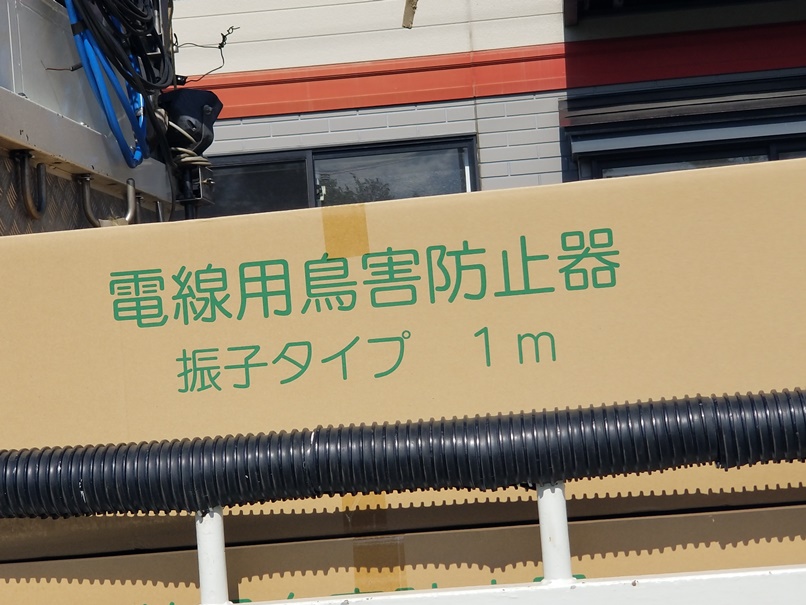 電線用鳥害防止器
振子タイプ　1m